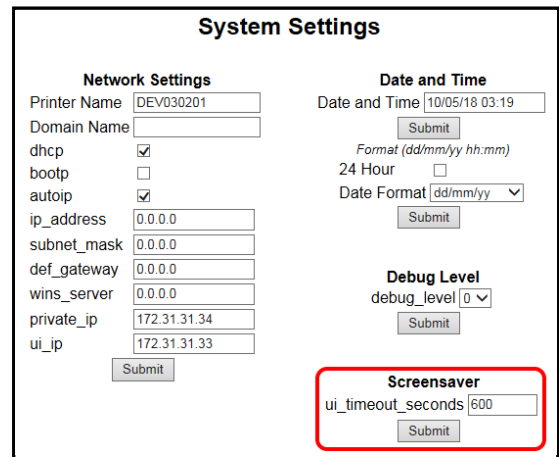 System Settings
Network Settings
Printer Name DEV030201
Domain Name
dhcp
bootp
autoip
ip_address 0.0.0.0
subnet_mask 0.0.0.0
def_gateway 0.0.0.0
wins_server 0.0.0.0
private_ip 172.31.31.34
ui_ip 172.31.31.33
Submit
Date and Time
Date and Time 10/05/18 03:19
Submit
Format (dd/mm/yy hh:mm)
24 Hour
Date Format dd/mm/yy
Submit
Debug Level
debug_level 0
Submit
Screensaver
ui_timeout_seconds 600
Submit